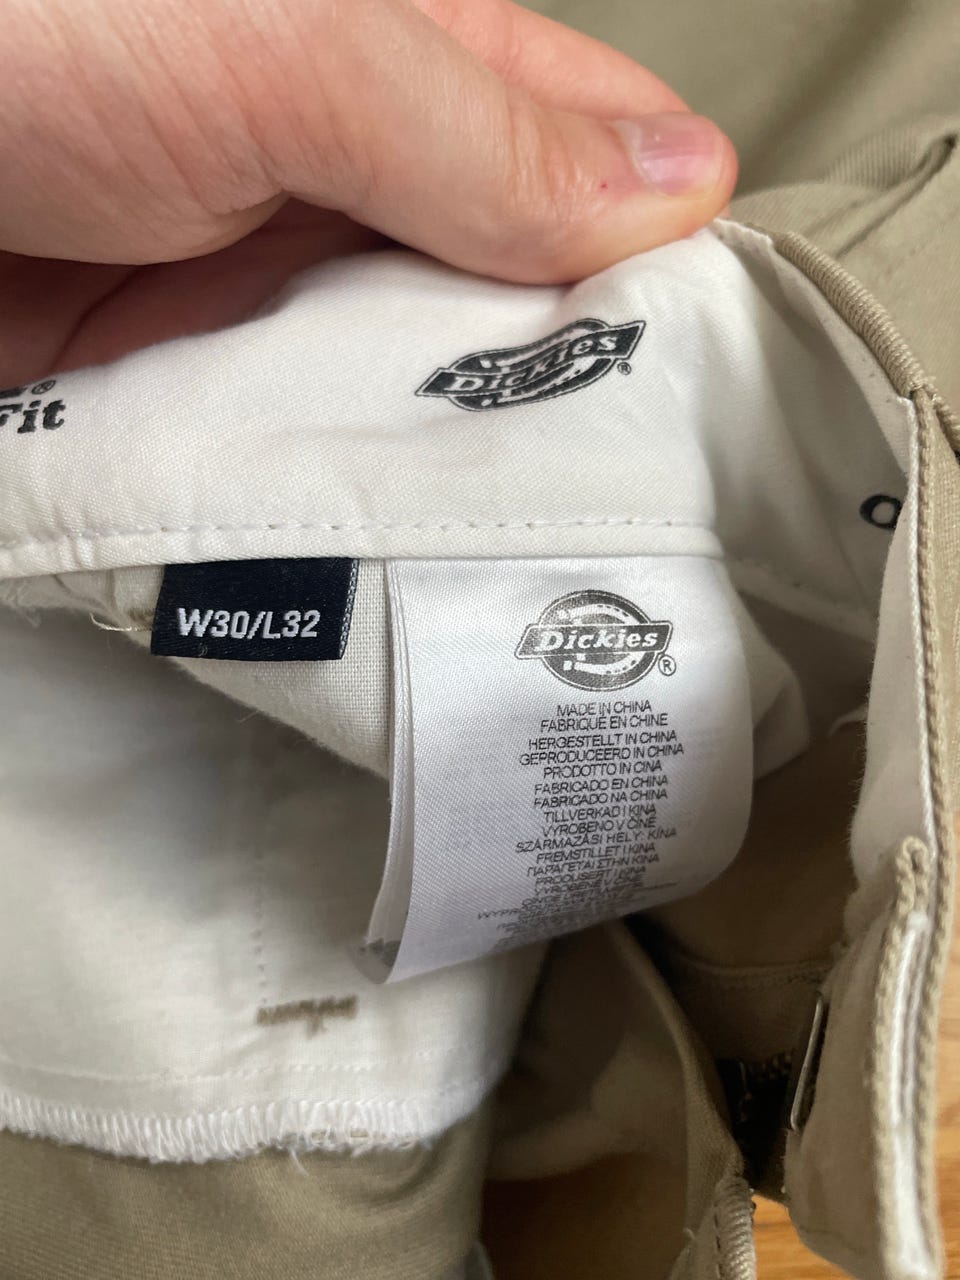 ®
Fit
Dickies®
W30/L32
Dickies®
MADE IN CHINA
FABRIQUÉ EN CHINE
HERGESTELLT IN CHINA
GEPRODUCEERD IN CHINA
PRODOTTO IN CINA
FABRICADO EN CHINA
FABRICADO NA CHINA
TILLVERKAD I KINA
VYROBENO V ČÍNĚ
SZÁRMAZÁSI HELY: KÍNA
FREMSTILLET I KINA
ΠΑΡΑΓΕΤΑΙ ΣΤΗΝ ΚΙΝΑ
PRODUSERT I KINA
VYROBENÉ V ČÍNE